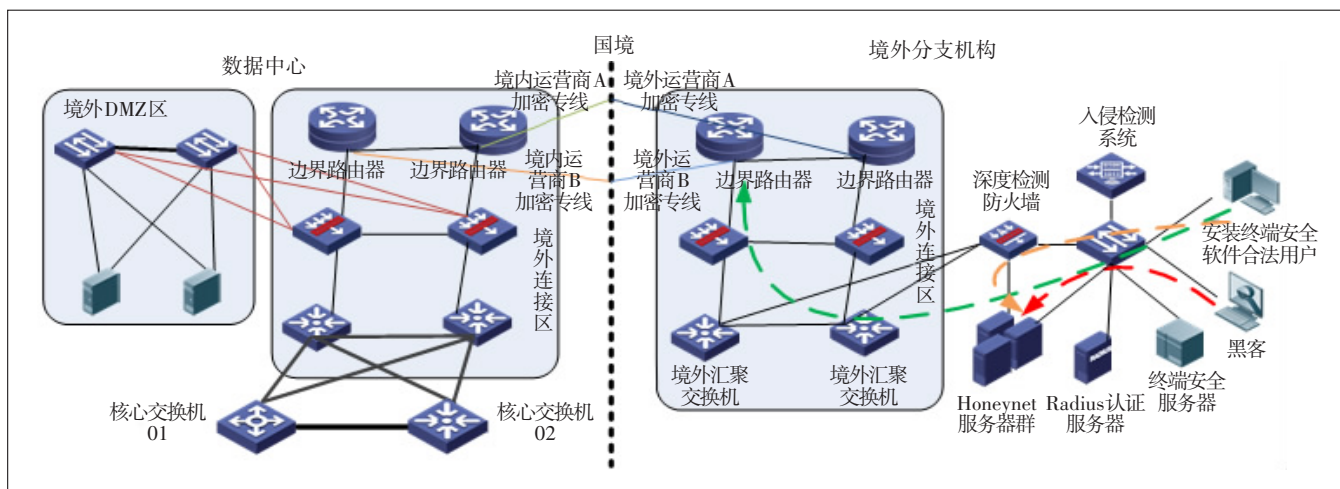 国境
数据中心
境外分支机构
境外DMZ区
境内运营商A
加密专线
境外运营商A
加密专线
边界路由器
边界路由器
境内运
营商B
加密专线
境外运
营商B
加密专线
边界路由器
边界路由器
境外连接区
境外连接区
核心交换机
01
核心交换机
02
境外汇聚
交换机
境外汇聚
交换机
入侵检测
系统
深度检测
防火墙
安装终端安全
软件合法用户
黑客
Honeynet
服务器群
Radius认证
服务器
终端安全
服务器